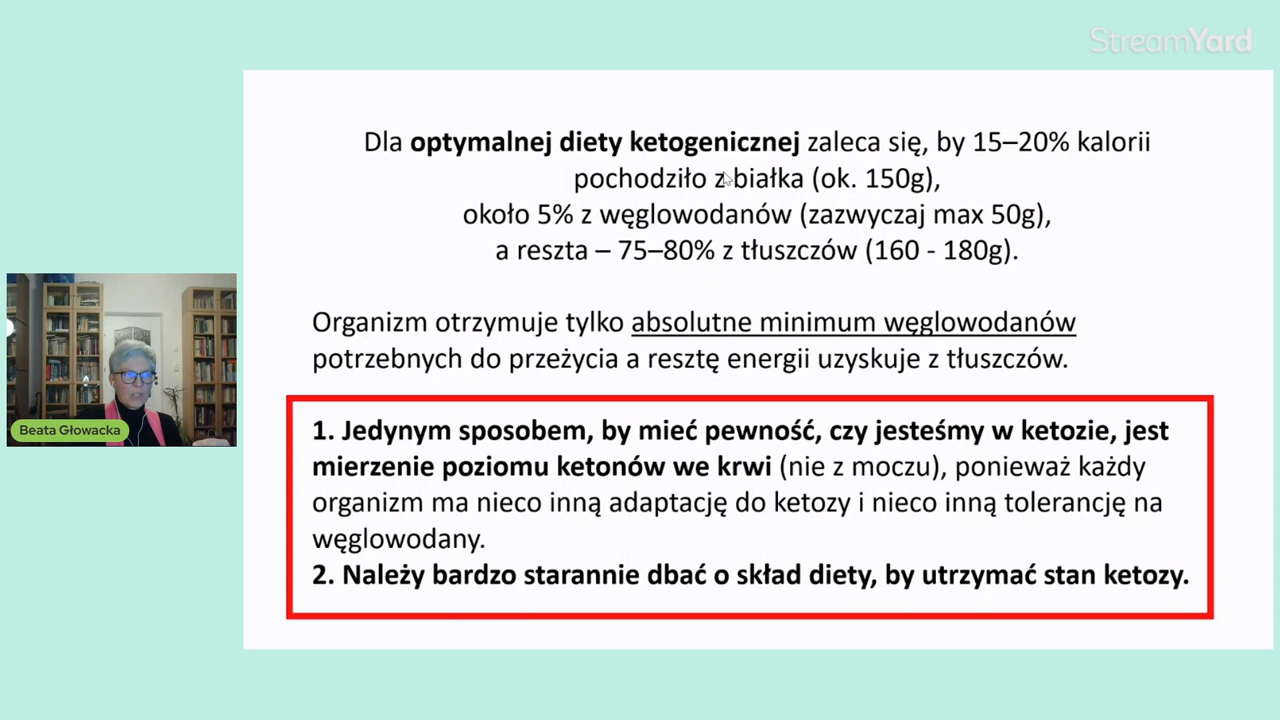 StreamYard
Dla optymalnej diety ketogenicznej zaleca się, by 15–20% kalorii
pochodziło z białka (ok. 150g),
około 5% z węglowodanów (zazwyczaj max 50g),
a reszta – 75–80% z tłuszczów (160 - 180g).
Organizm otrzymuje tylko absolutne minimum węglowodanów
potrzebnych do przeżycia a resztę energii uzyskuje z tłuszczów.
1. Jedynym sposobem, by mieć pewność, czy jesteśmy w ketozie, jest
mierzenie poziomu ketonów we krwi (nie z moczu), ponieważ każdy
organizm ma nieco inną adaptację do ketozy i nieco inną tolerancję na
węglowodany.
2. Należy bardzo starannie dbać o skład diety, by utrzymać stan ketozy.
Beata Głowacka